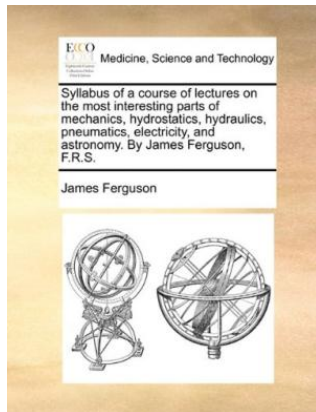 ECCO
Medicine, Science and Technology
Syllabus of a course of lectures on
the most interesting parts of
mechanics, hydrostatics, hydraulics,
pneumatics, electricity, and
astronomy. By James Ferguson,
F.R.S.
James Ferguson